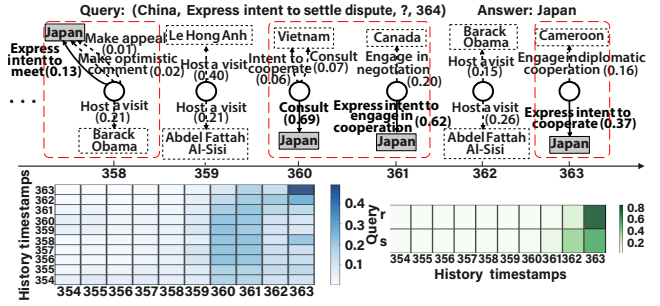 Query: (China, Express intent to settle dispute, ?, 364) Answer: Japan
Japan
Express
intent to
meet(0.13)
Make appeal
(0.01)
Make optimistic
comment(0.02)
Host a visit
(0.21)
Barack
Obama
Le Hong Anh
Host a visit
(0.40)
Host a visit
(0.21)
Abdel Fattah
Al-Sisi
Vietnam
Intent to
cooperate
(0.06)
Consult
(0.07)
Consult
(0.69)
Japan
Canada
Engage in
negotiation
(0.20)
Express intent to
engage in
cooperation(0.62)
Japan
Barack
Obama
Host a visit
(0.15)
Host a visit
(0.26)
Abdel Fattah
Al-Sisi
Cameroon
Engage in diplomatic
cooperation (0.16)
Express intent to
cooperate(0.37)
Japan
...
358 359 360 361 362 363
History timestamps
363
362
361
359
358
357
356
355
354
354 355 356 357 358 359 360 361 362 363
0.4
0.3
0.2
0.1
Query
r
s
354 355 356 357 358 359 360 361 362 363
History timestamps
0.8
0.6
0.4
0.2